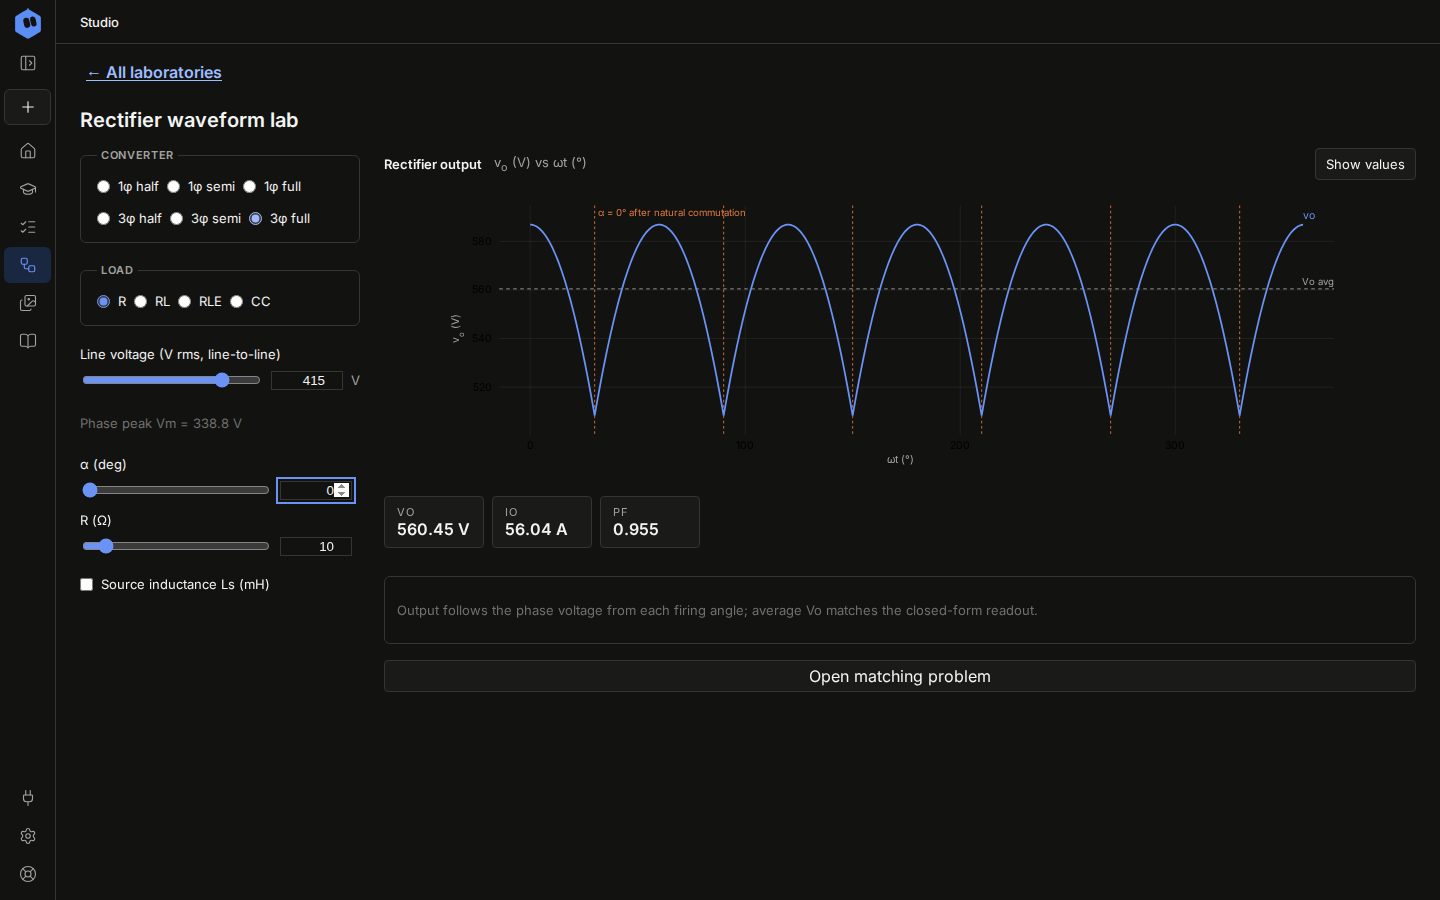 Studio
← All laboratories
Rectifier waveform lab
CONVERTER
1φ half 1φ semi 1φ full
3φ half 3φ semi 3φ full
LOAD
R RL RLE CC
Line voltage (V rms, line-to-line)
415 V
Phase peak Vm = 338.8 V
α (deg)
0
R (Ω)
10
Source inductance Ls (mH)
Rectifier output vo (V) vs ωt (°)
Show values
α = 0° after natural commutation
vo
580
Vo avg
560
vo (V)
540
520
0 100 200 300
ωt (°)
VO IO PF
560.45 V 56.04 A 0.955
Output follows the phase voltage from each firing angle; average Vo matches the closed-form readout.
Open matching problem